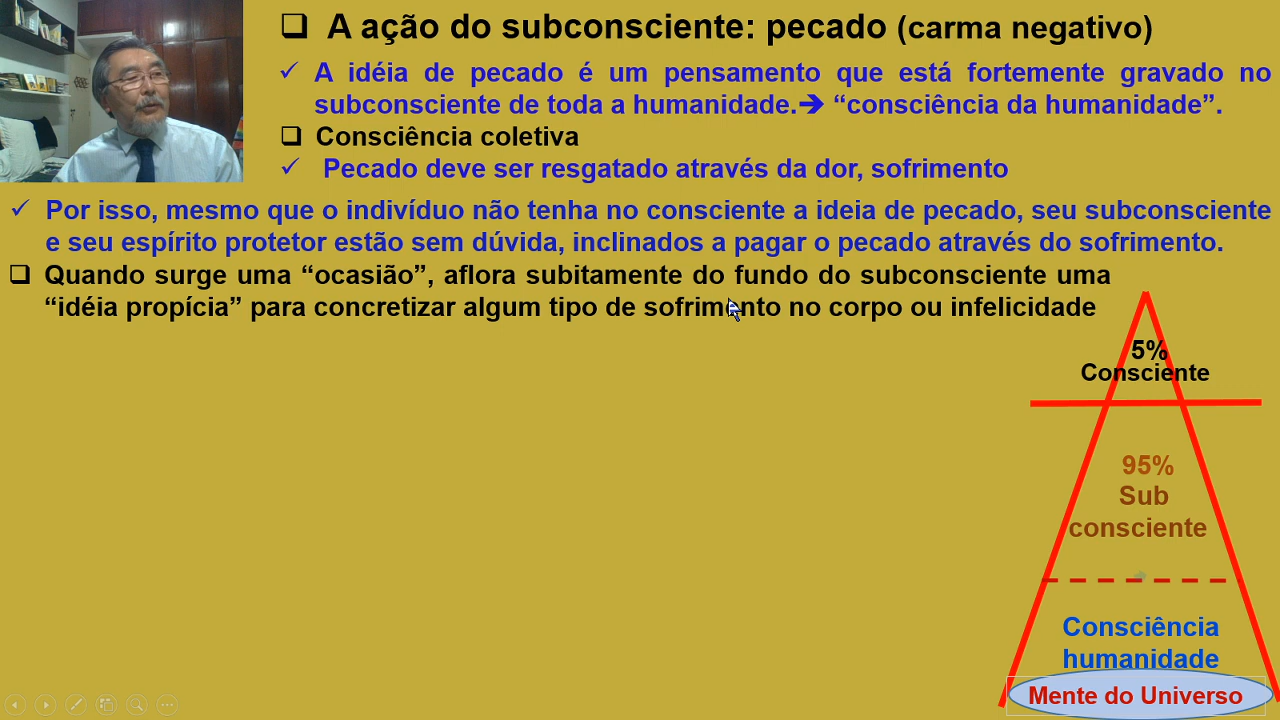 A ação do subconsciente: pecado (carma negativo)
A idéia de pecado é um pensamento que está fortemente gravado no
subconsciente de toda a humanidade.➔ “consciência da humanidade”.
Consciência coletiva
Pecado deve ser resgatado através da dor, sofrimento
Por isso, mesmo que o indivíduo não tenha no consciente a ideia de pecado, seu subconsciente
e seu espírito protetor estão sem dúvida, inclinados a pagar o pecado através do sofrimento.
Quando surge uma “ocasião”, aflora subitamente do fundo do subconsciente uma
“idéia propícia” para concretizar algum tipo de sofrimento no corpo ou infelicidade
5%
Consciente
95%
Sub
consciente
Consciência
humanidade
Mente do Universo